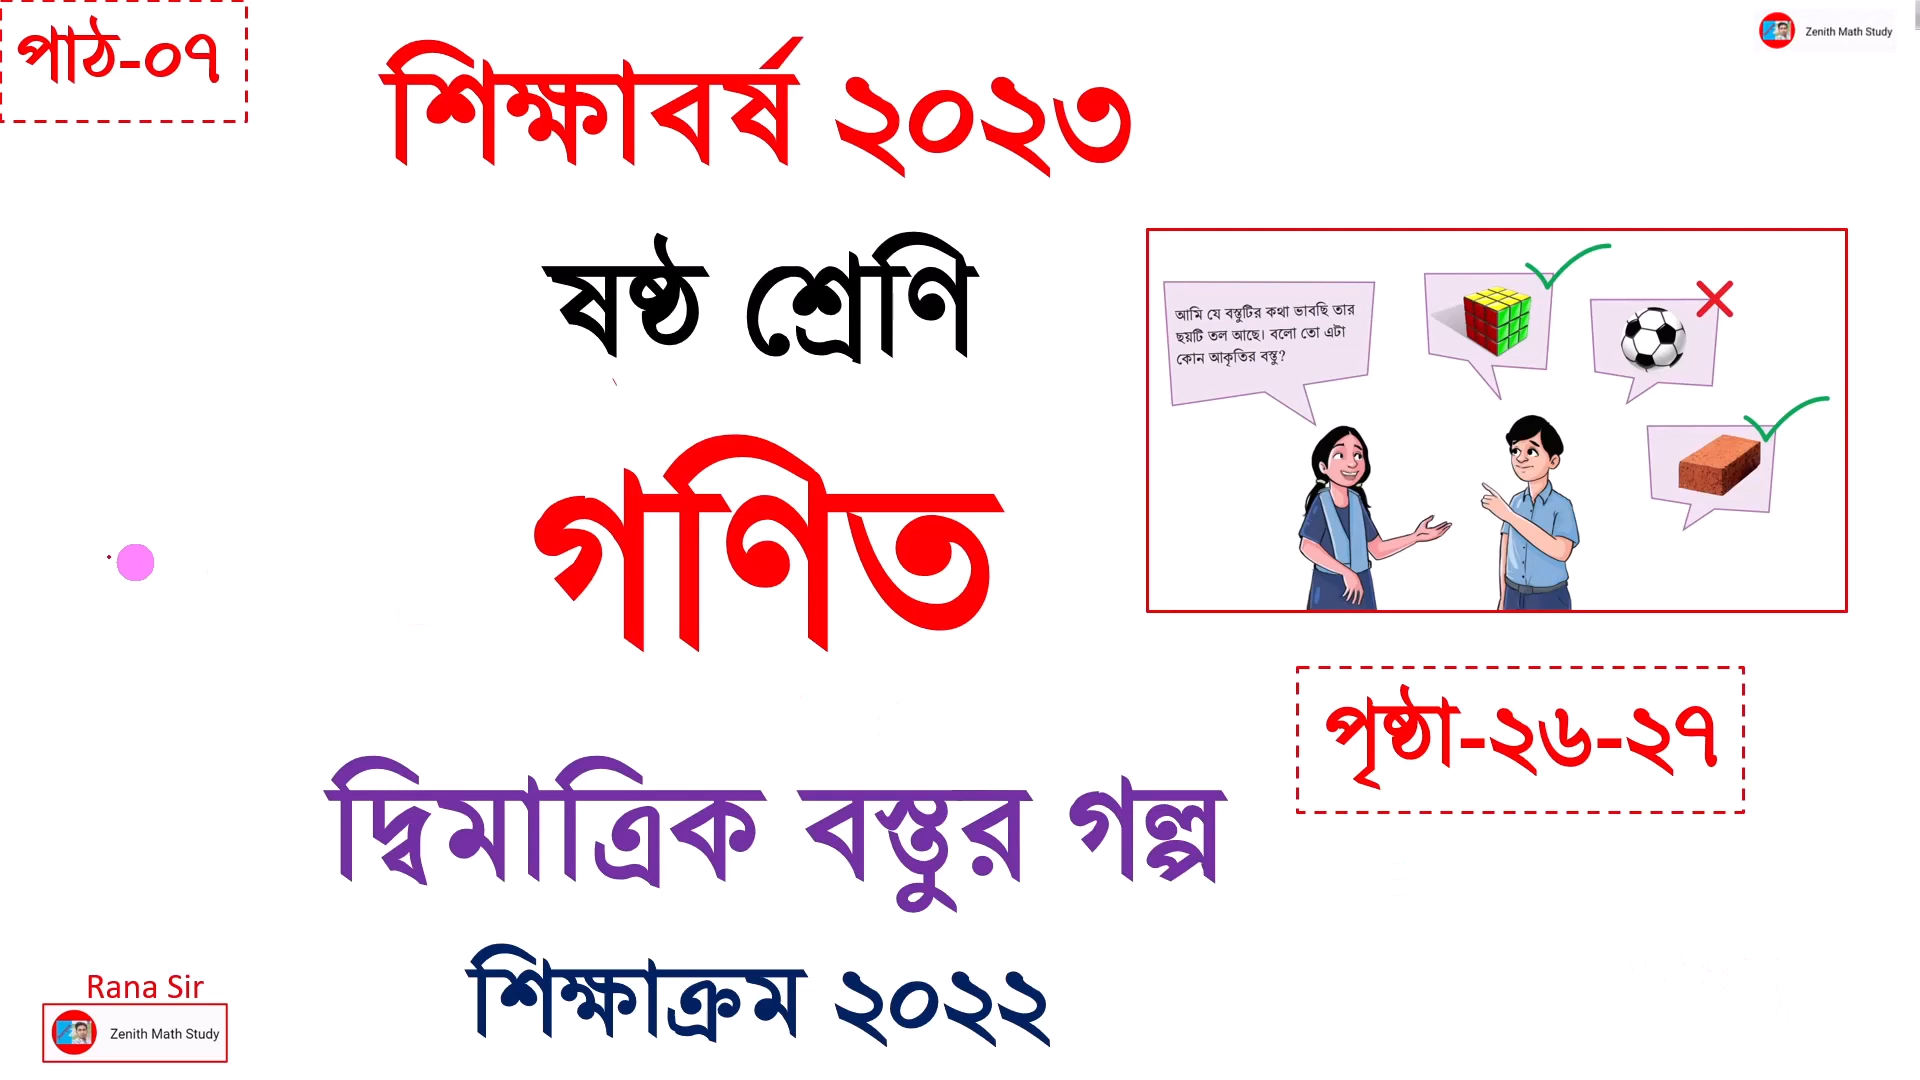 পাঠ-০৭
Zenith Math Study
শিক্ষাবর্ষ ২০২৩
ষষ্ঠ শ্রেণি
গণিত
আমি যে বস্তুটির কথা ভাবছি তার
ছয়টি তল আছে। বলো তো এটা
কোন আকৃতির বস্তু?
পৃষ্ঠা-২৬-২৭
দ্বিমাত্রিক বস্তুর গল্প
শিক্ষাক্রম ২০২২
Rana Sir
Zenith Math Study